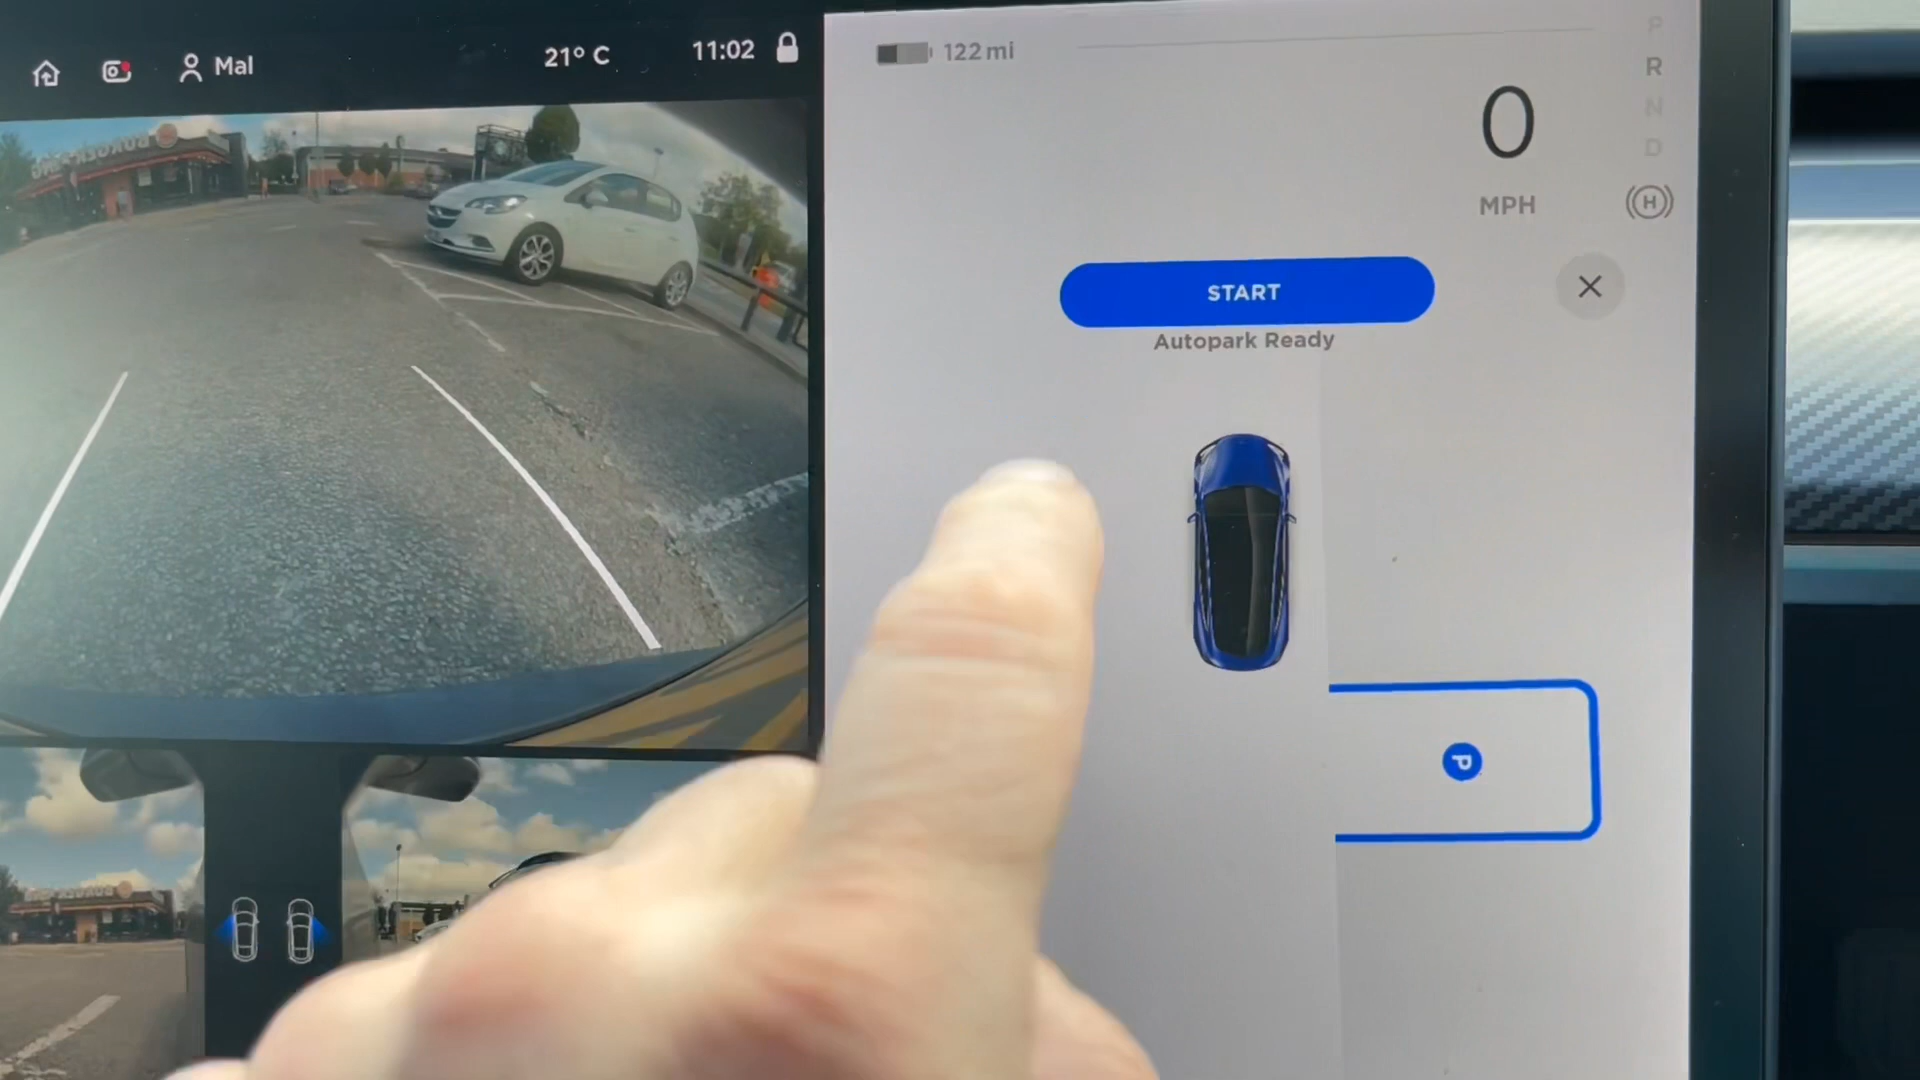 Mal
21° C
11:02
122 mi
P
R
N
D
0
MPH
H
START
Autopark Ready
P